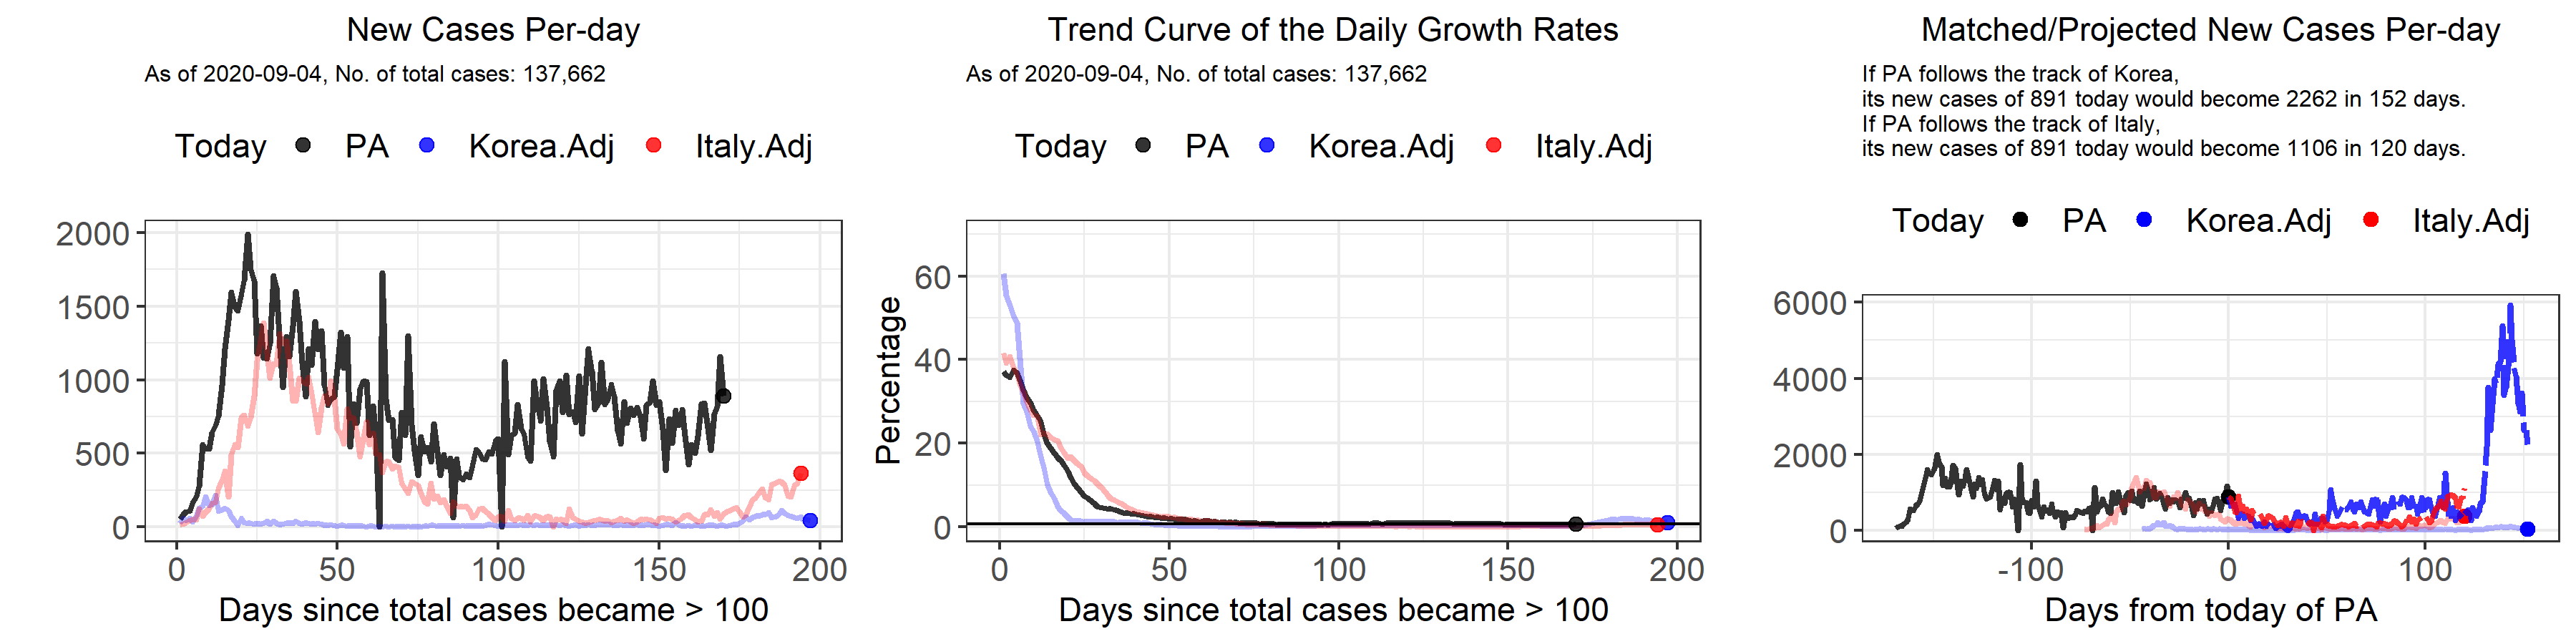 New Cases Per-day
As of 2020-09-04, No. of total cases: 137,662
Today PA Korea.Adj Italy.Adj
2000
1500
1000
500
0
0 50 100 150 200
Days since total cases became > 100
Trend Curve of the Daily Growth Rates
As of 2020-09-04, No. of total cases: 137,662
Today PA Korea.Adj Italy.Adj
Percentage
60
40
20
0
0 50 100 150 200
Days since total cases became > 100
Matched/Projected New Cases Per-day
If PA follows the track of Korea,
its new cases of 891 today would become 2262 in 152 days.
If PA follows the track of Italy,
its new cases of 891 today would become 1106 in 120 days.
Today PA Korea.Adj Italy.Adj
6000
4000
2000
0
-100 0 100
Days from today of PA